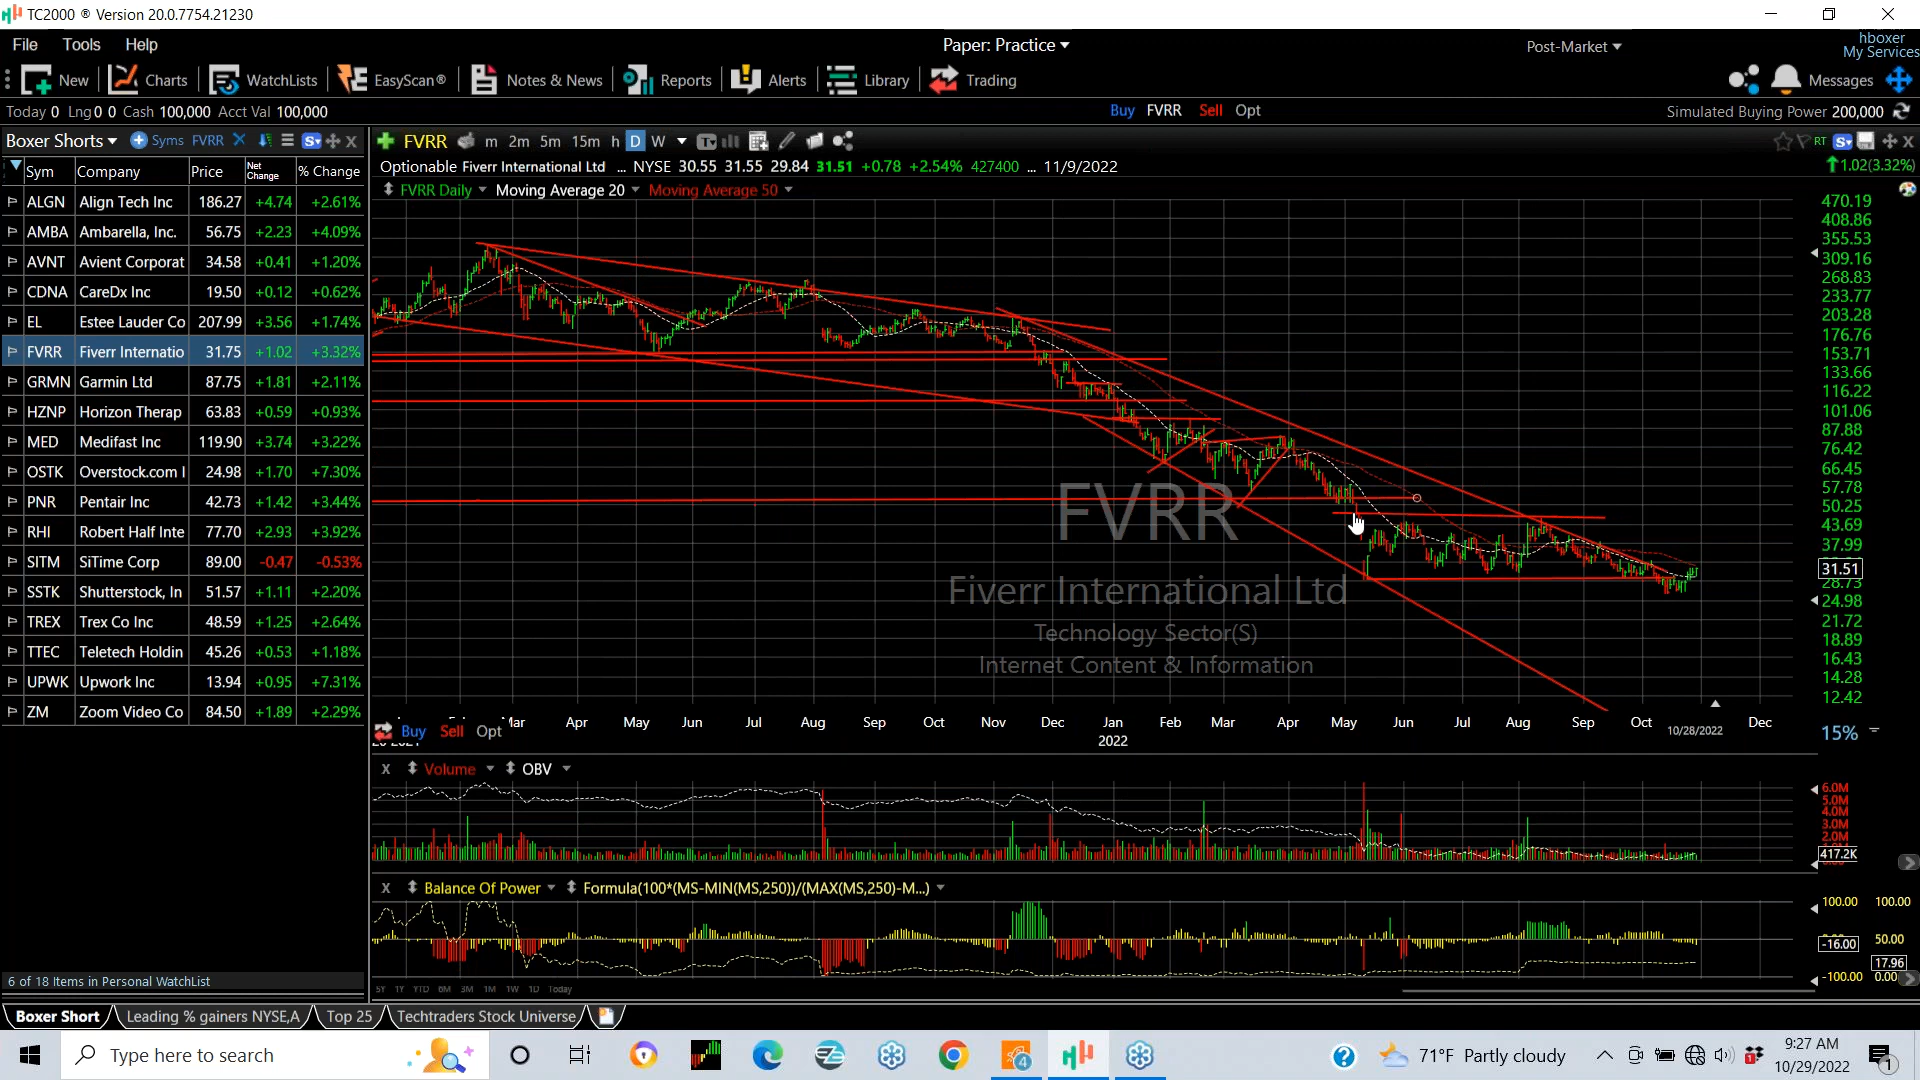 TC2000 ® Version 20.0.7754.21230
File Tools Help
Paper: Practice
Post-Market
hboxer
My Services
New Charts WatchLists EasyScan® Notes & News Reports Alerts Library Trading
Messages
Today 0 Lng 0 0 Cash 100,000 Acct Val 100,000
Buy FVRR Sell Opt
Simulated Buying Power 200,000
Boxer Shorts Syms FVRR
FVRR m 2m 5m 15m h D W
RT
Sym Company Price Net Change % Change
Optionable Fiverr International Ltd ... NYSE 30.55 31.55 29.84 31.51 +0.78 +2.54% 427400 ... 11/9/2022
1.02(3.32%)
FVRR Daily Moving Average 20 Moving Average 50
ALGN Align Tech Inc 186.27 +4.74 +2.61%
AMBA Ambarella, Inc. 56.75 +2.23 +4.09%
AVNT Avient Corporat 34.58 +0.41 +1.20%
CDNA CareDx Inc 19.50 +0.12 +0.62%
EL Estee Lauder Co 207.99 +3.56 +1.74%
FVRR Fiverr Internatio 31.75 +1.02 +3.32%
GRMN Garmin Ltd 87.75 +1.81 +2.11%
HZNP Horizon Therap 63.83 +0.59 +0.93%
MED Medifast Inc 119.90 +3.74 +3.22%
OSTK Overstock.com I 24.98 +1.70 +7.30%
PNR Pentair Inc 42.73 +1.42 +3.44%
RHI Robert Half Inte 77.70 +2.93 +3.92%
SITM SiTime Corp 89.00 -0.47 -0.53%
SSTK Shutterstock, In 51.57 +1.11 +2.20%
TREX Trex Co Inc 48.59 +1.25 +2.64%
TTEC Teletech Holdin 45.26 +0.53 +1.18%
UPWK Upwork Inc 13.94 +0.95 +7.31%
ZM Zoom Video Co 84.50 +1.89 +2.29%
6 of 18 Items in Personal WatchList
FVRR
Fiverr International Ltd
Technology Sector(S)
Internet Content & Information
470.19
408.86
355.53
309.16
268.83
233.77
203.28
176.76
153.71
133.66
116.22
101.06
87.88
76.42
66.45
57.78
50.25
43.69
37.99
31.51
28.73
24.98
21.72
18.89
16.43
14.28
12.42
Mar Apr May Jun Jul Aug Sep Oct Nov Dec Jan Feb Mar Apr May Jun Jul Aug Sep Oct 10/28/2022 Dec
2022
15%
Buy Sell Opt
X Volume OBV
6.0M
5.0M
4.0M
3.0M
2.0M
417.2K
X Balance Of Power Formula(100*(MS-MIN(MS,250))/(MAX(MS,250)-M...)
100.00 100.00
50.00
-16.00
17.96
-100.00 0.00
5Y 1Y YTD 6M 3M 1M 1W 1D Today
Boxer Short Leading % gainers NYSE,A Top 25 Techtraders Stock Universe
Type here to search
4
71°F Partly cloudy
9:27 AM
10/29/2022
1